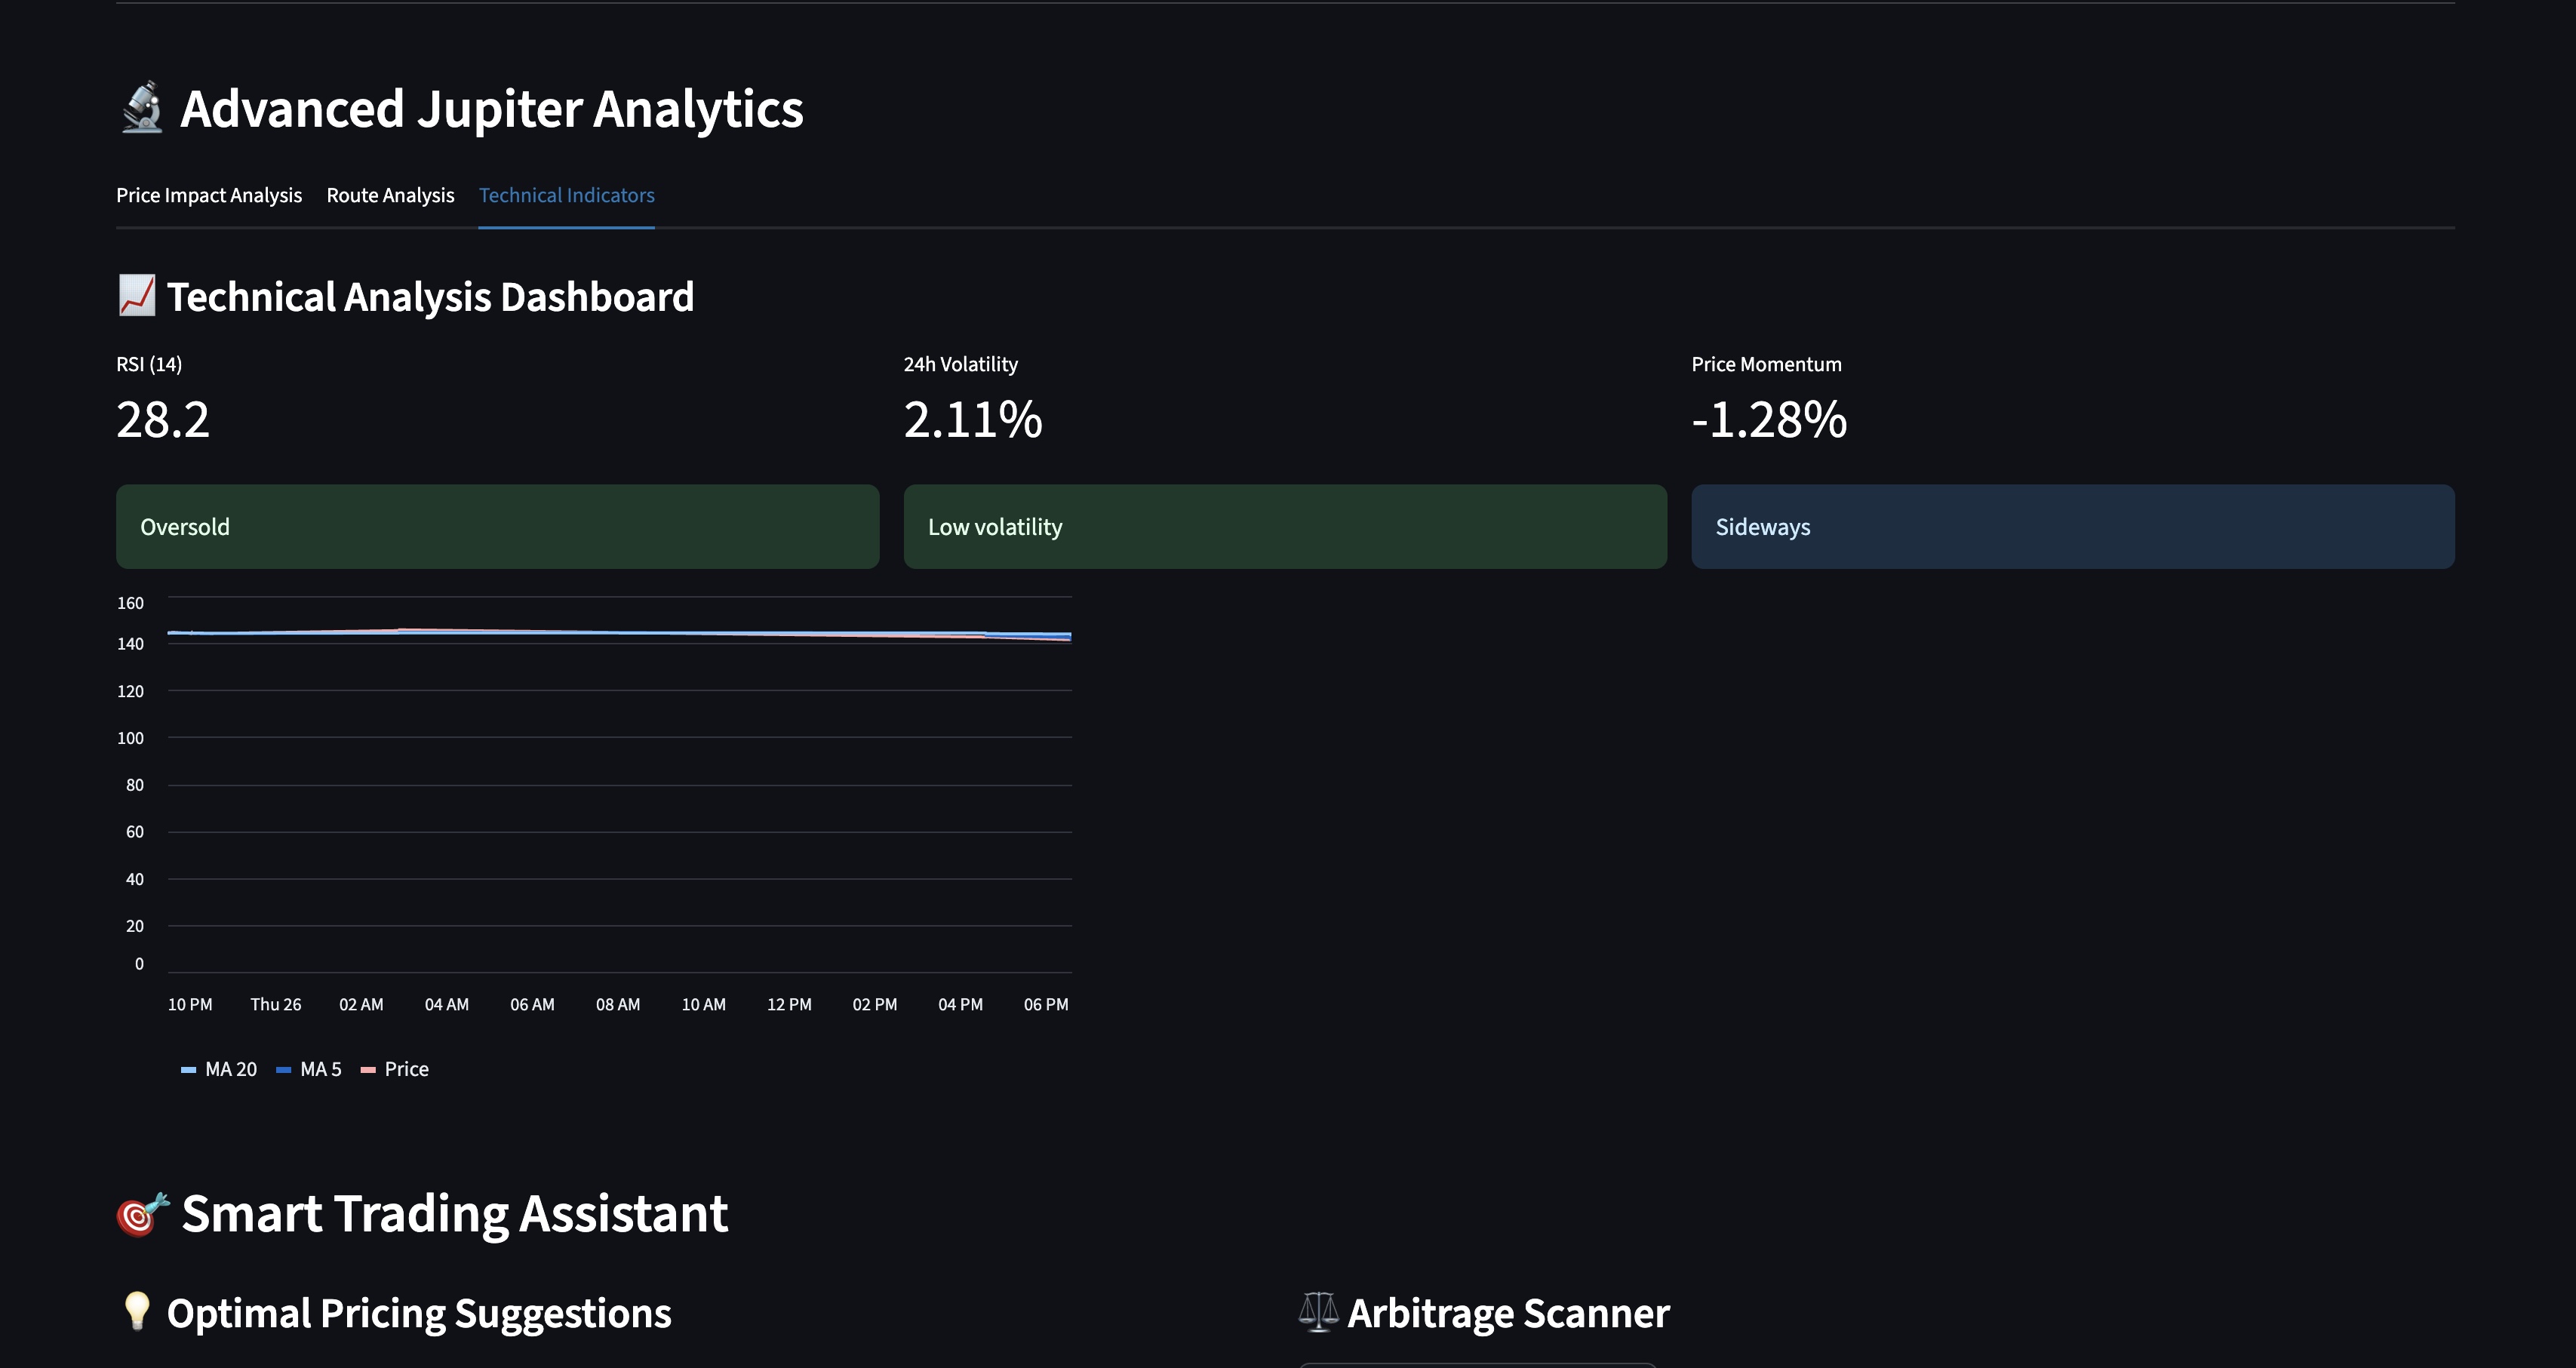 Advanced Jupiter Analytics
Price Impact Analysis Route Analysis Technical Indicators
Technical Analysis Dashboard
RSI (14) 24h Volatility Price Momentum
28.2 2.11% -1.28%
Oversold Low volatility Sideways
160
140
120
100
80
60
40
20
0
10 PM Thu 26 02 AM 04 AM 06 AM 08 AM 10 AM 12 PM 02 PM 04 PM 06 PM
MA 20 MA 5 Price
Smart Trading Assistant
Optimal Pricing Suggestions Arbitrage Scanner